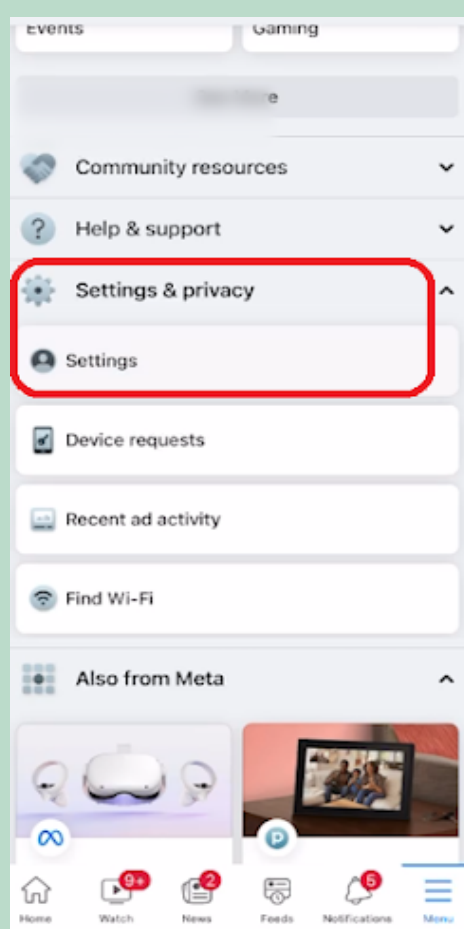 Events
Gaming
Community resources
Help & support
Settings & privacy
Settings
Device requests
Recent ad activity
Find Wi-Fi
Also from Meta
9+
2
5
Home
Watch
News
Feeds
Notifications
Menu